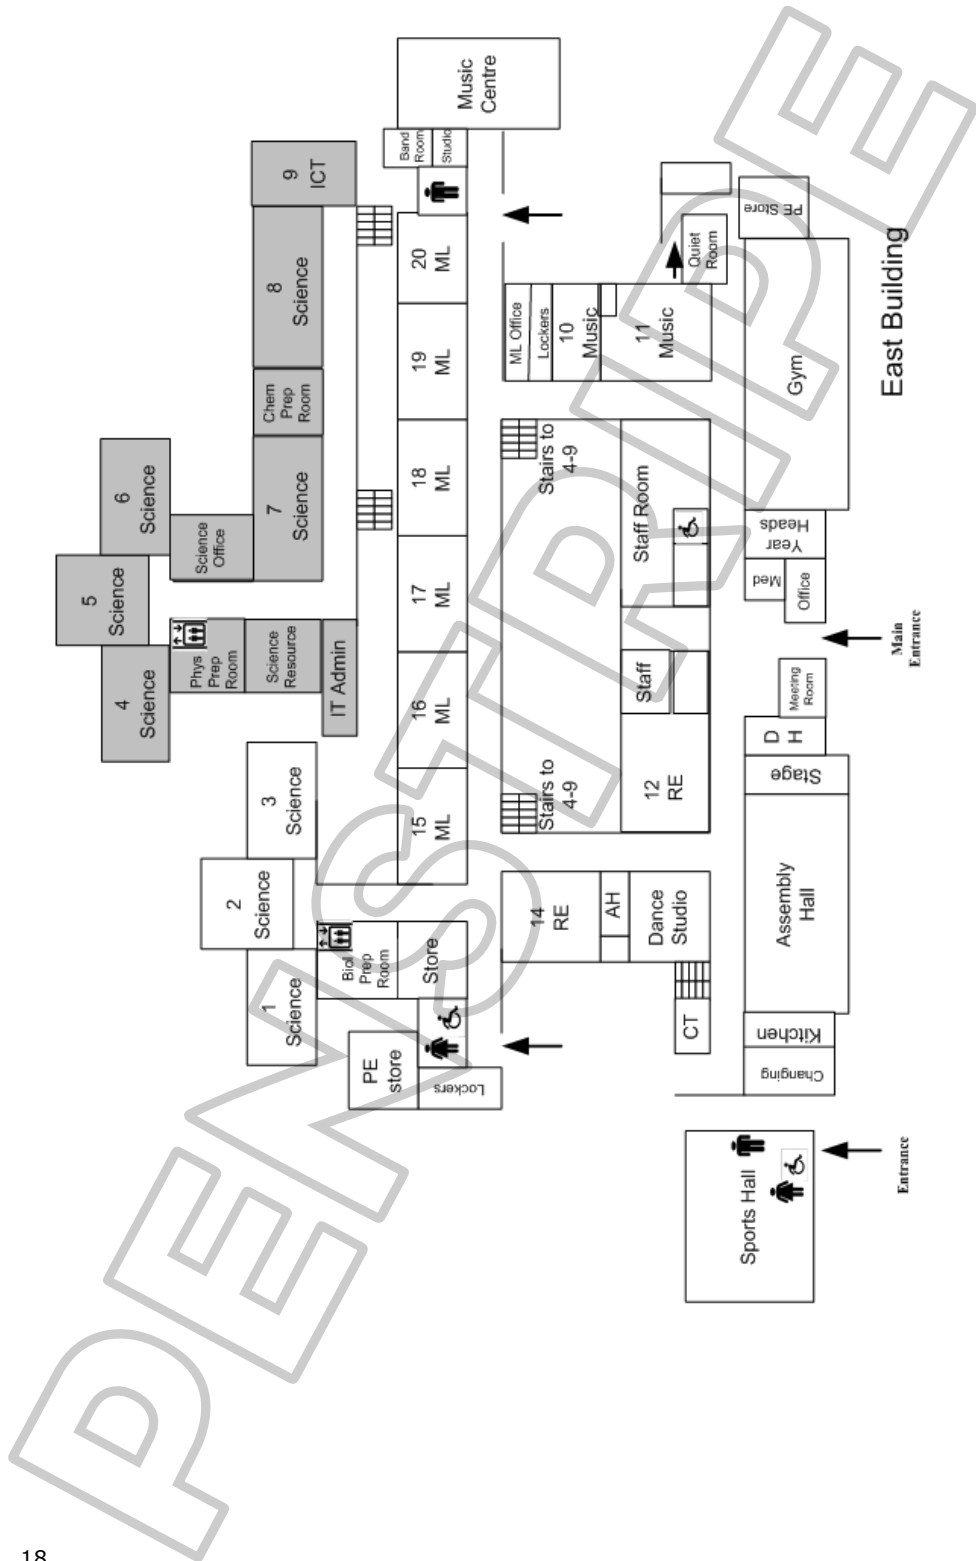 Music
Centre
Band
Room
Studio
9
ICT
8
Science
Chem
Prep
Room
7
Science
Science
Office
6
Science
5
Science
4
Science
Phys
Prep
Room
Science
Resource
IT Admin
3
Science
2
Science
1
Science
Biol
Prep
Room
Store
PE
store
Lockers
20
ML
19
ML
18
ML
17
ML
16
ML
15
ML
ML Office
Lockers
10
Music
11
Music
Quiet
Room
PE Store
Gym
Stairs to
4-9
Staff Room
Staff
Stairs to
4-9
12
RE
14
RE
AH
Dance
Studio
CT
Year
Heads
Med
Office
Main
Entrance
Meeting
Room
D
H
Stage
Assembly
Hall
Kitchen
Changing
Sports Hall
Entrance
East Building
PENSTRIPE
18